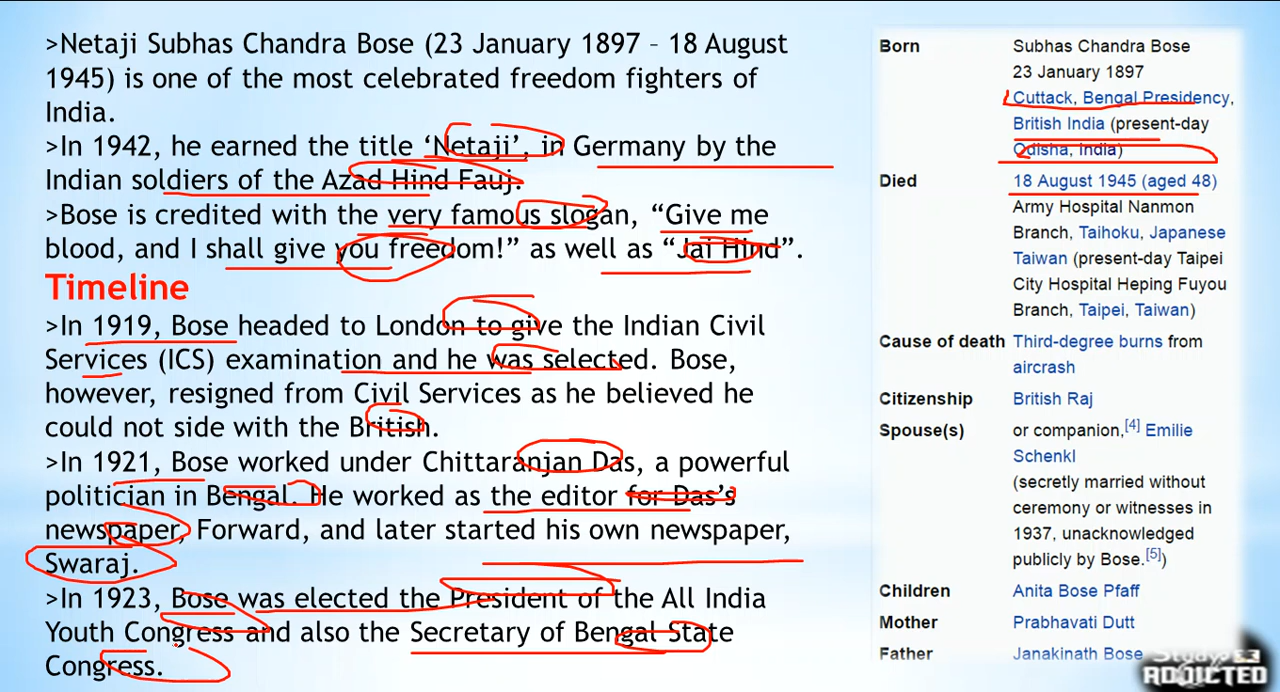 >Netaji Subhas Chandra Bose (23 January 1897 – 18 August
1945) is one of the most celebrated freedom fighters of
India.
>In 1942, he earned the title ‘Netaji’, in Germany by the
Indian soldiers of the Azad Hind Fauj.
>Bose is credited with the very famous slogan, “Give me
blood, and I shall give you freedom!” as well as “Jai Hind”.
Timeline
>In 1919, Bose headed to London to give the Indian Civil
Services (ICS) examination and he was selected. Bose,
however, resigned from Civil Services as he believed he
could not side with the British.
>In 1921, Bose worked under Chittaranjan Das, a powerful
politician in Bengal. He worked as the editor for Das’s
newspaper, Forward, and later started his own newspaper,
Swaraj.
>In 1923, Bose was elected the President of the All India
Youth Congress and also the Secretary of Bengal State
Congress.
Born Subhas Chandra Bose
23 January 1897
Cuttack, Bengal Presidency,
British India (present-day
Odisha, India)
Died 18 August 1945 (aged 48)
Army Hospital Nanmon
Branch, Taihoku, Japanese
Taiwan (present-day Taipei
City Hospital Heping Fuyou
Branch, Taipei, Taiwan)
Cause of death Third-degree burns from
aircrash
Citizenship British Raj
Spouse(s) or companion,[4] Emilie
Schenkl
(secretly married without
ceremony or witnesses in
1937, unacknowledged
publicly by Bose.[5])
Children Anita Bose Pfaff
Mother Prabhavati Dutt
Father Janakinath Bose
ADDICTED